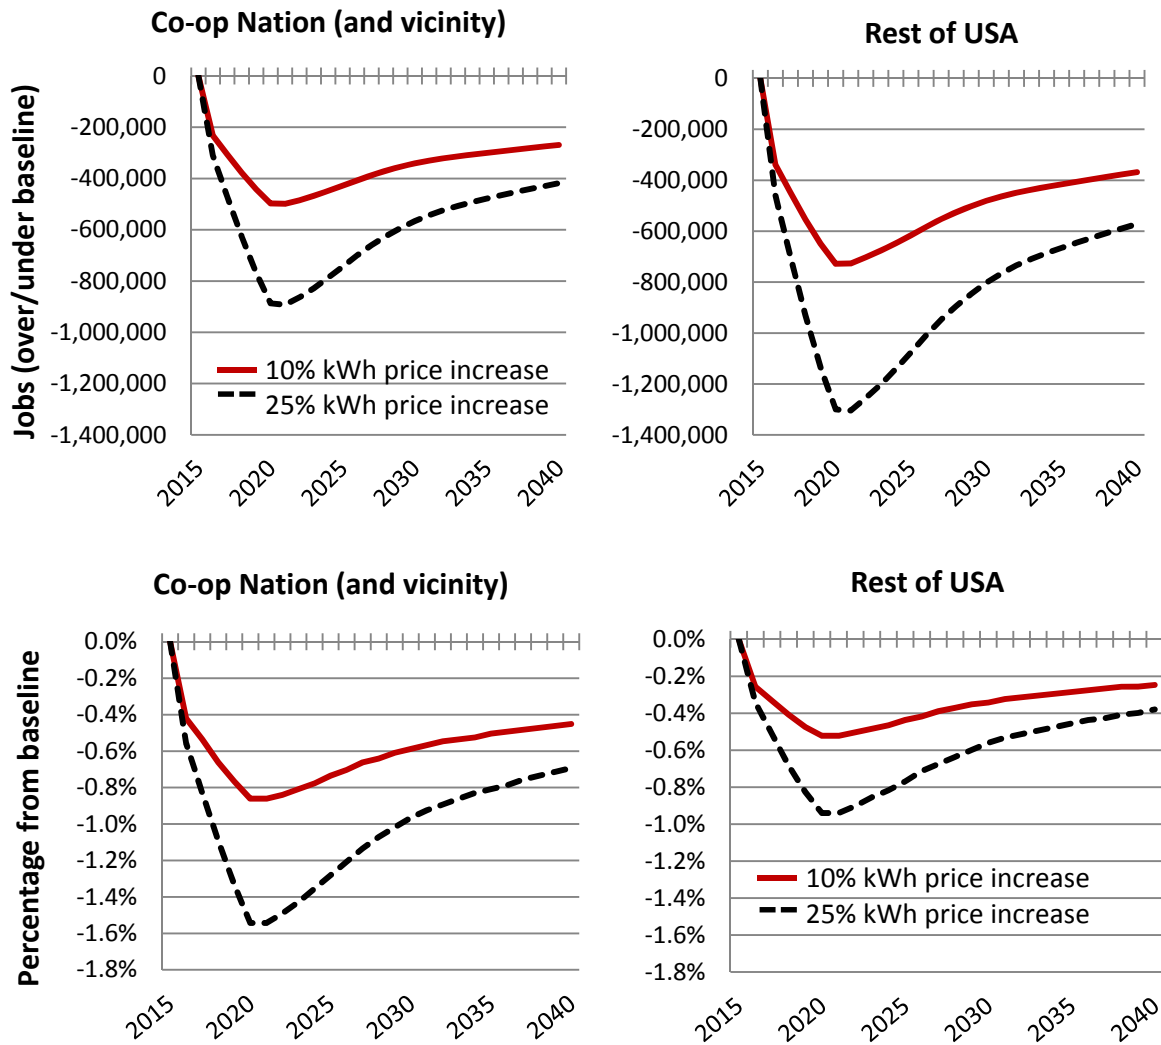 Co-op Nation (and vicinity)
Jobs (over/under baseline)
0
-200,000
-400,000
-600,000
-800,000
-1,000,000
-1,200,000
-1,400,000
10% kWh price increase
25% kWh price increase
2015 2020 2025 2030 2035 2040
Rest of USA
0
-200,000
-400,000
-600,000
-800,000
-1,000,000
-1,200,000
-1,400,000
2015 2020 2025 2030 2035 2040
Co-op Nation (and vicinity)
Percentage from baseline
0.0%
-0.2%
-0.4%
-0.6%
-0.8%
-1.0%
-1.2%
-1.4%
-1.6%
-1.8%
2015 2020 2025 2030 2035 2040
Rest of USA
0.0%
-0.2%
-0.4%
-0.6%
-0.8%
-1.0%
-1.2%
-1.4%
-1.6%
-1.8%
10% kWh price increase
25% kWh price increase
2015 2020 2025 2030 2035 2040